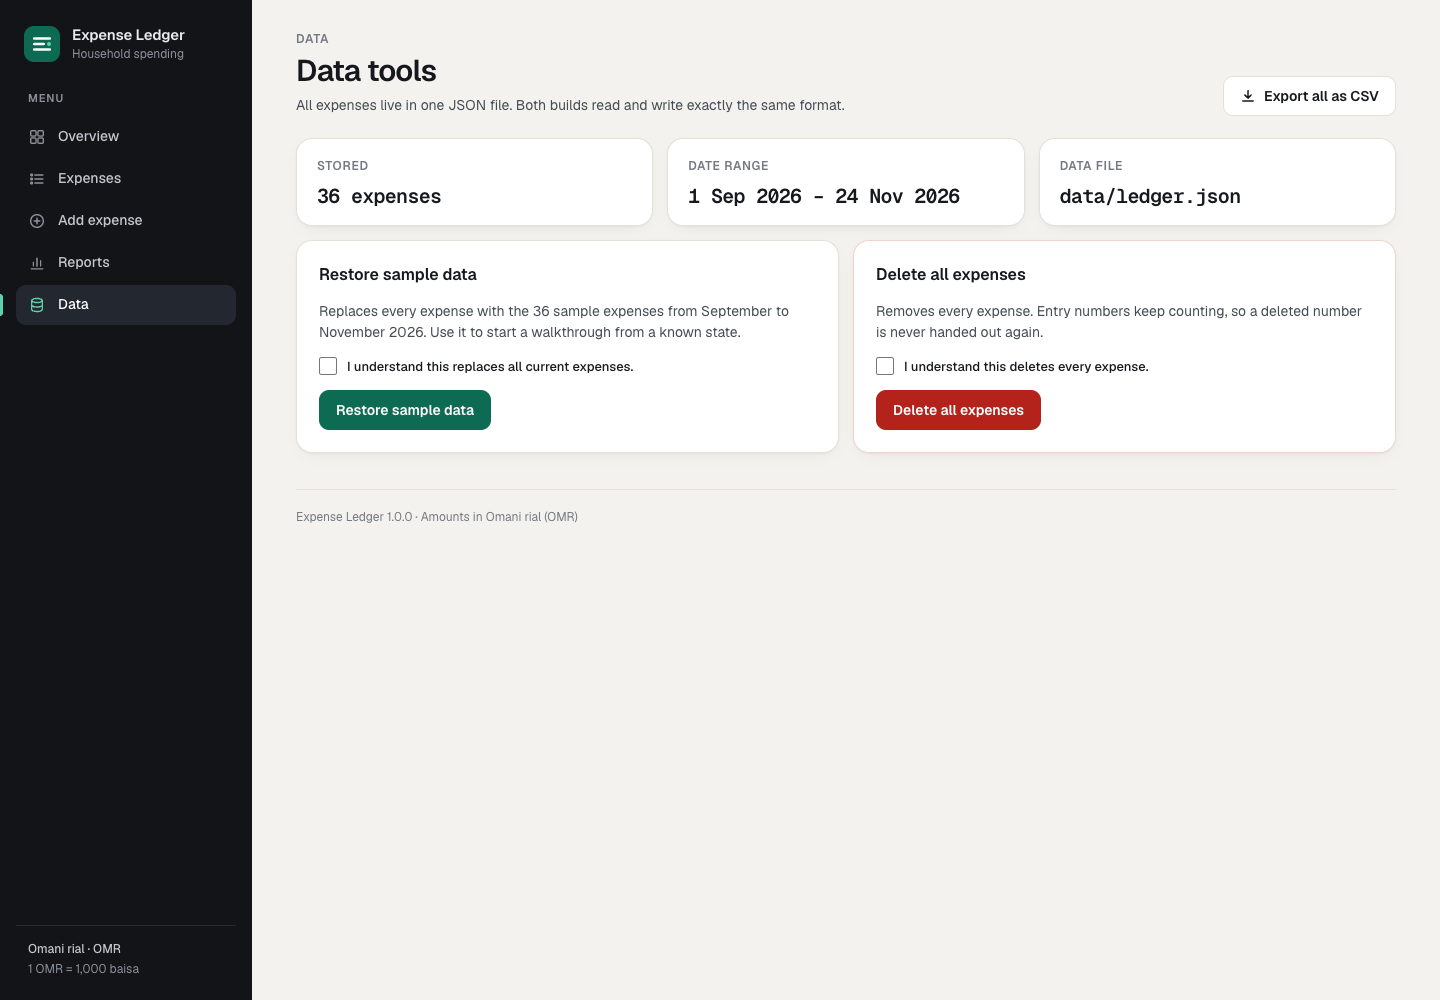 Expense Ledger
Household spending
MENU
Overview
Expenses
Add expense
Reports
Data
Omani rial · OMR
1 OMR = 1,000 baisa
DATA
Data tools
All expenses live in one JSON file. Both builds read and write exactly the same format.
Export all as CSV
STORED
36 expenses
DATE RANGE
1 Sep 2026 – 24 Nov 2026
DATA FILE
data/ledger.json
Restore sample data
Replaces every expense with the 36 sample expenses from September to
November 2026. Use it to start a walkthrough from a known state.
I understand this replaces all current expenses.
Restore sample data
Delete all expenses
Removes every expense. Entry numbers keep counting, so a deleted number
is never handed out again.
I understand this deletes every expense.
Delete all expenses
Expense Ledger 1.0.0 · Amounts in Omani rial (OMR)